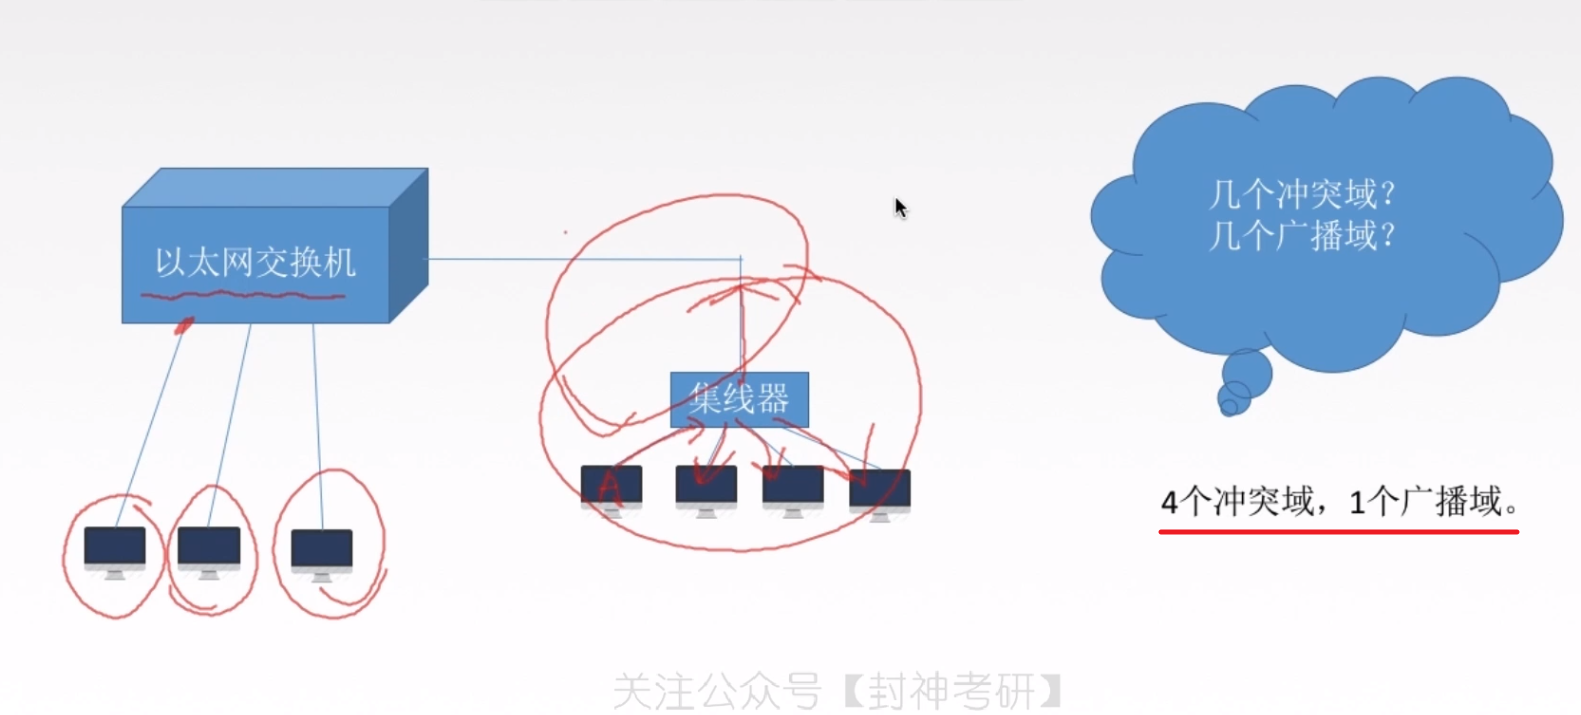 以太网交换机
集线器
A
几个冲突域？
几个广播域？
4个冲突域，1个广播域。
关注公众号【封神考研】